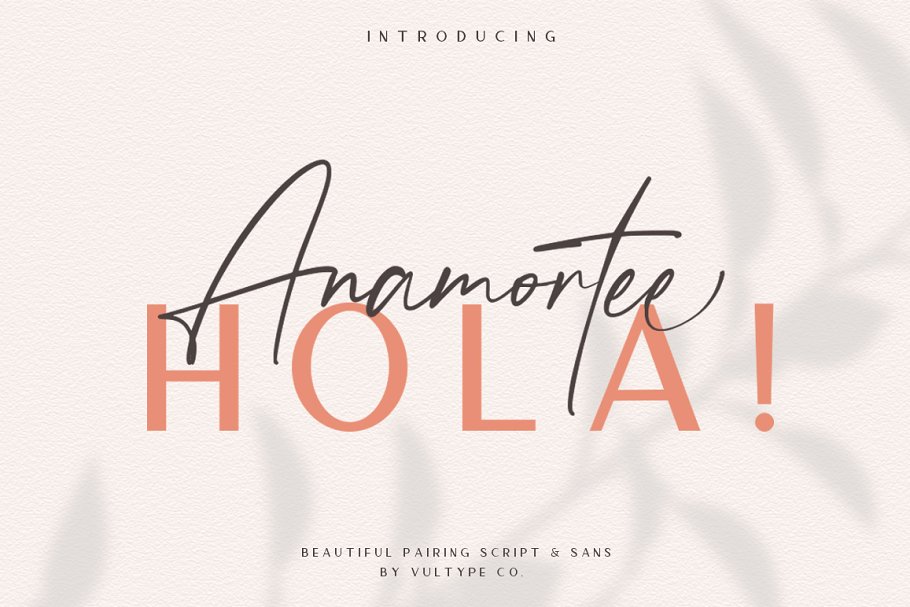 INTRODUCING
Anamortee
HOLA!
BEAUTIFUL PAIRING SCRIPT & SANS
BY VULTYPE CO.